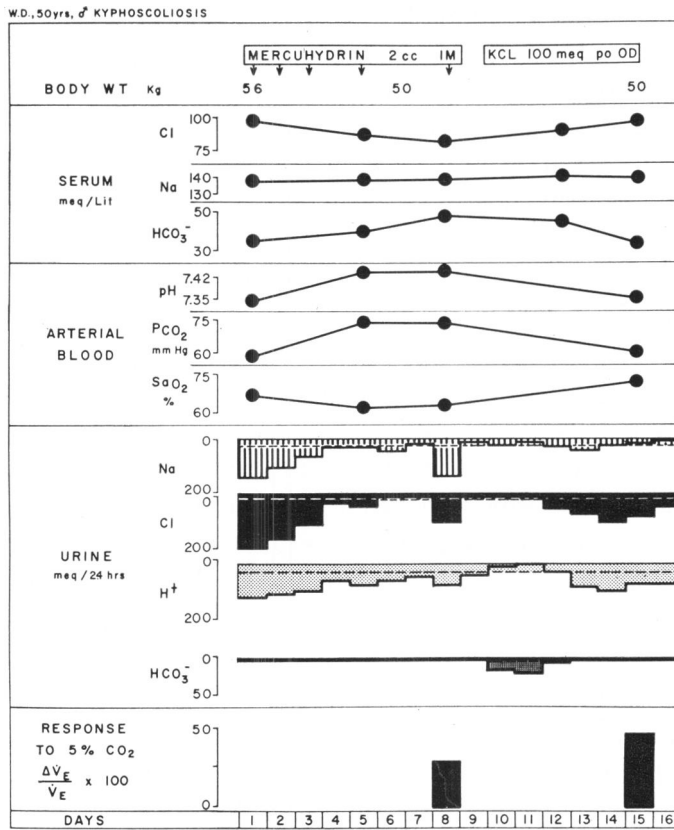 W.D., 50yrs, ♂ KYPHOSCOLIOSIS
MERCUHYDRIN 2 cc IM
KCL 100 meq po OD
BODY WT Kg 56 50 50
SERUM
meq/Lit
Cl
100
75
Na
140
130
HCO3−
50
30
ARTERIAL
BLOOD
pH
7.42
7.35
PCO2
mm Hg
75
60
SaO2
%
75
60
URINE
meq/24 hrs
Na
0
200
Cl
0
200
H+
0
200
HCO3−
0
50
RESPONSE
TO 5% CO2
ΔV̇E / V̇E x 100
50
0
DAYS 1 2 3 4 5 6 7 8 9 10 11 12 13 14 15 16